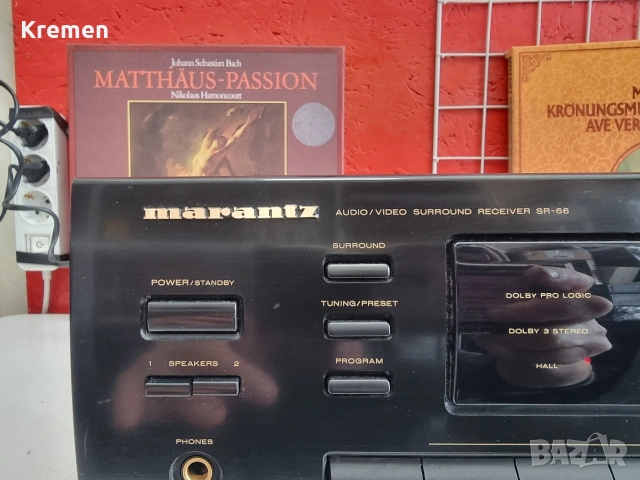 Kremen
Johann Sebastian Bach
MATTHÄUS-PASSION
Nikolaus Harnoncourt
KRÖNUNGSM
AVE VER
marantz AUDIO/VIDEO SURROUND RECEIVER SR-66
SURROUND
POWER/STANDBY
TUNING/PRESET
DOLBY PRO LOGIC
DOLBY 3 STEREO
1 SPEAKERS 2
PROGRAM
HALL
PHONES
BAZAR